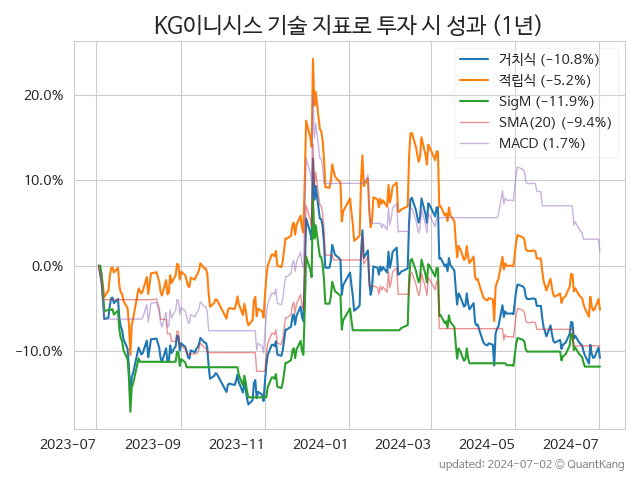 KG이니시스 기술 지표로 투자 시 성과 (1년)
거치식 (−10.8%)
적립식 (−5.2%)
SigM (−11.9%)
SMA(20) (−9.4%)
MACD (1.7%)
20.0%
10.0%
0.0%
−10.0%
2023−07 2023−09 2023−11 2024−01 2024−03 2024−05 2024−07
updated: 2024−07−02 © QuantKang